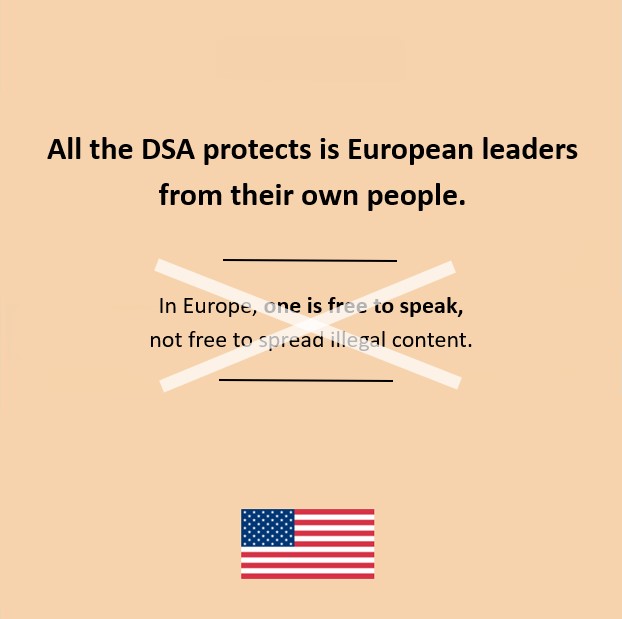 All the DSA protects is European leaders
from their own people.
In Europe, one is free to speak,
not free to spread illegal content.